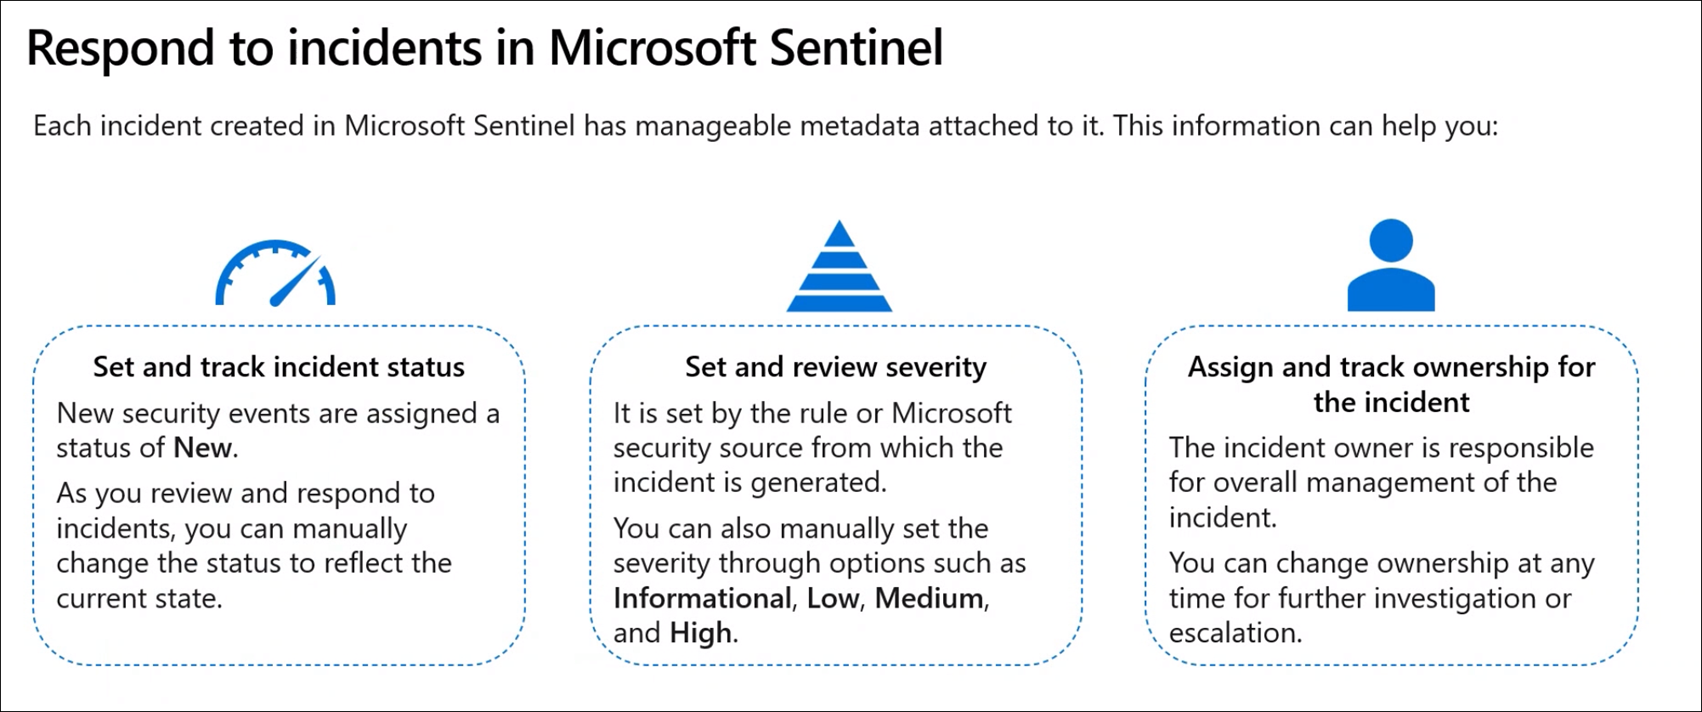 Respond to incidents in Microsoft Sentinel
Each incident created in Microsoft Sentinel has manageable metadata attached to it. This information can help you:
Set and track incident status
New security events are assigned a
status of New.
As you review and respond to
incidents, you can manually
change the status to reflect the
current state.
Set and review severity
It is set by the rule or Microsoft
security source from which the
incident is generated.
You can also manually set the
severity through options such as
Informational, Low, Medium,
and High.
Assign and track ownership for
the incident
The incident owner is responsible
for overall management of the
incident.
You can change ownership at any
time for further investigation or
escalation.